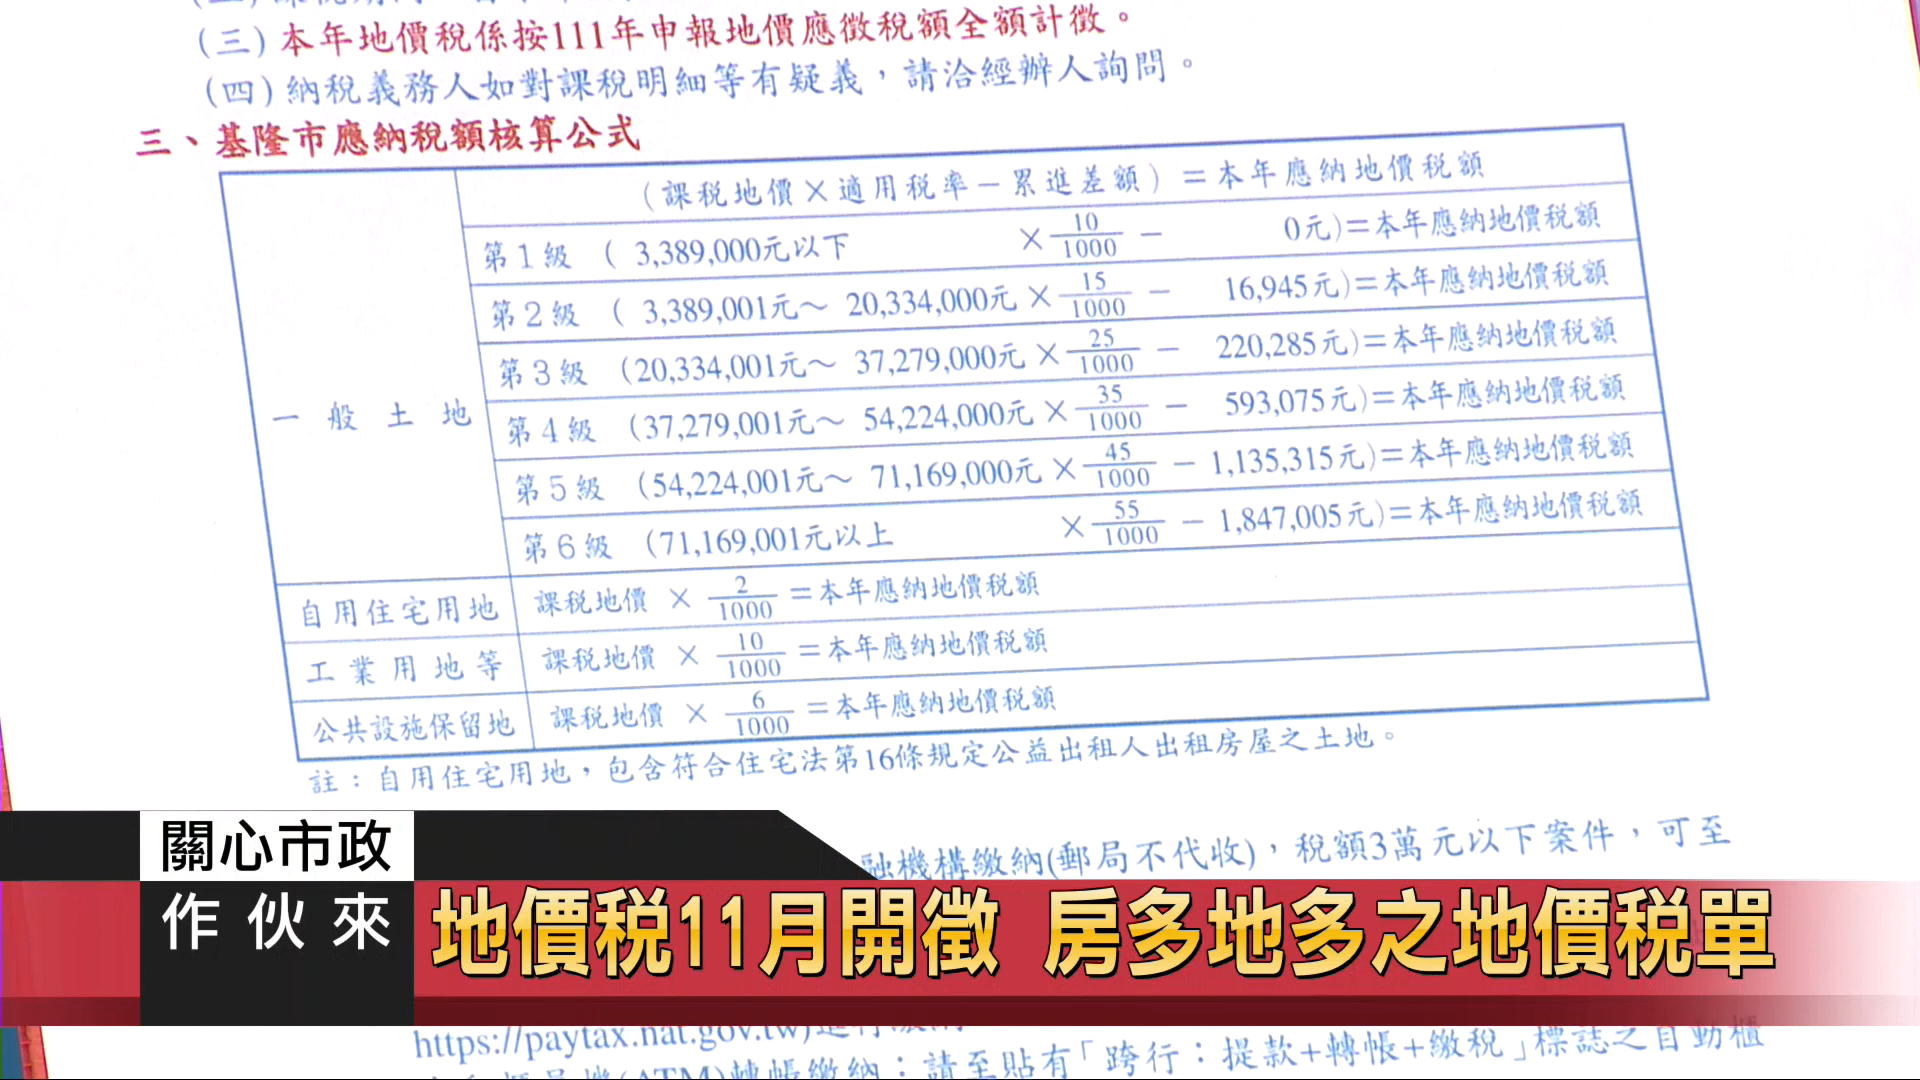 (三)本年地價稅係按111年申報地價應徵稅額全額計徵。
(四)納稅義務人如對課稅明細等有疑義，請洽經辦人詢問。
三、基隆市應納稅額核算公式
(課稅地價×適用稅率－累進差額)＝本年應納地價稅額
一般土地
第1級 ( 3,389,000元以下 × 10/1000 － 0元)＝本年應納地價稅額
第2級 ( 3,389,001元～ 20,334,000元 × 15/1000 － 16,945元)＝本年應納地價稅額
第3級 (20,334,001元～ 37,279,000元 × 25/1000 － 220,285元)＝本年應納地價稅額
第4級 (37,279,001元～ 54,224,000元 × 35/1000 － 593,075元)＝本年應納地價稅額
第5級 (54,224,001元～ 71,169,000元 × 45/1000 － 1,135,315元)＝本年應納地價稅額
第6級 (71,169,001元以上 × 55/1000 － 1,847,005元)＝本年應納地價稅額
自用住宅用地 課稅地價 × 2/1000 ＝本年應納地價稅額
工業用地等 課稅地價 × 10/1000 ＝本年應納地價稅額
公共設施保留地 課稅地價 × 6/1000 ＝本年應納地價稅額
註：自用住宅用地，包含符合住宅法第16條規定公益出租人出租房屋之土地。
融機構繳納(郵局不代收)，稅額3萬元以下案件，可至
關心市政
作伙來
地價稅11月開徵 房多地多之地價稅單
https://paytax.nat.gov.tw)
(ATM)轉帳繳納：請至貼有「跨行：提款+轉帳+繳稅」標誌之自動櫃